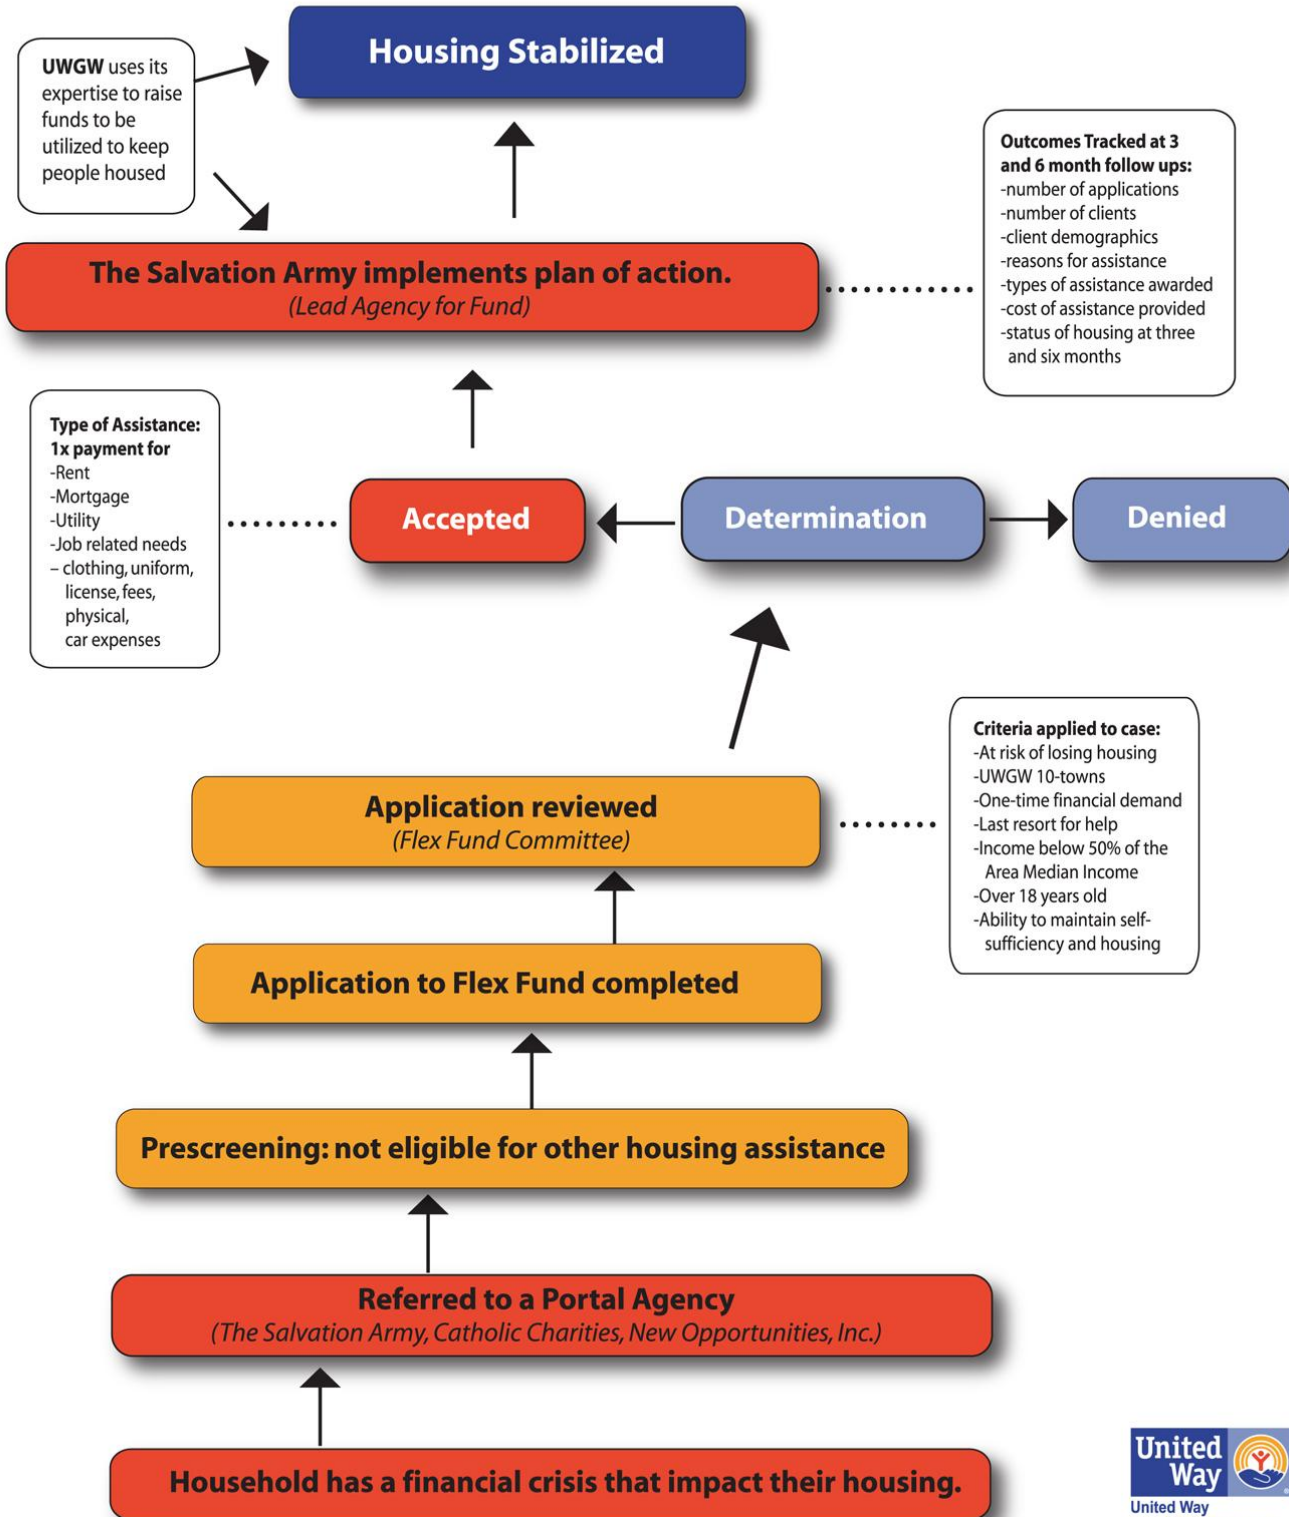 Housing Stabilized
UWGW uses its
expertise to raise
funds to be
utilized to keep
people housed
Outcomes Tracked at 3
and 6 month follow ups:
-number of applications
-number of clients
-client demographics
-reasons for assistance
-types of assistance awarded
-cost of assistance provided
-status of housing at three
and six months
The Salvation Army implements plan of action.
(Lead Agency for Fund)
Type of Assistance:
1x payment for
-Rent
-Mortgage
-Utility
-Job related needs
– clothing, uniform,
license, fees,
physical,
car expenses
Accepted
Determination
Denied
Criteria applied to case:
-At risk of losing housing
-UWGW 10-towns
-One-time financial demand
-Last resort for help
-Income below 50% of the
Area Median Income
-Over 18 years old
-Ability to maintain self-
sufficiency and housing
Application reviewed
(Flex Fund Committee)
Application to Flex Fund completed
Prescreening: not eligible for other housing assistance
Referred to a Portal Agency
(The Salvation Army, Catholic Charities, New Opportunities, Inc.)
Household has a financial crisis that impact their housing.
United
Way
®
United Way